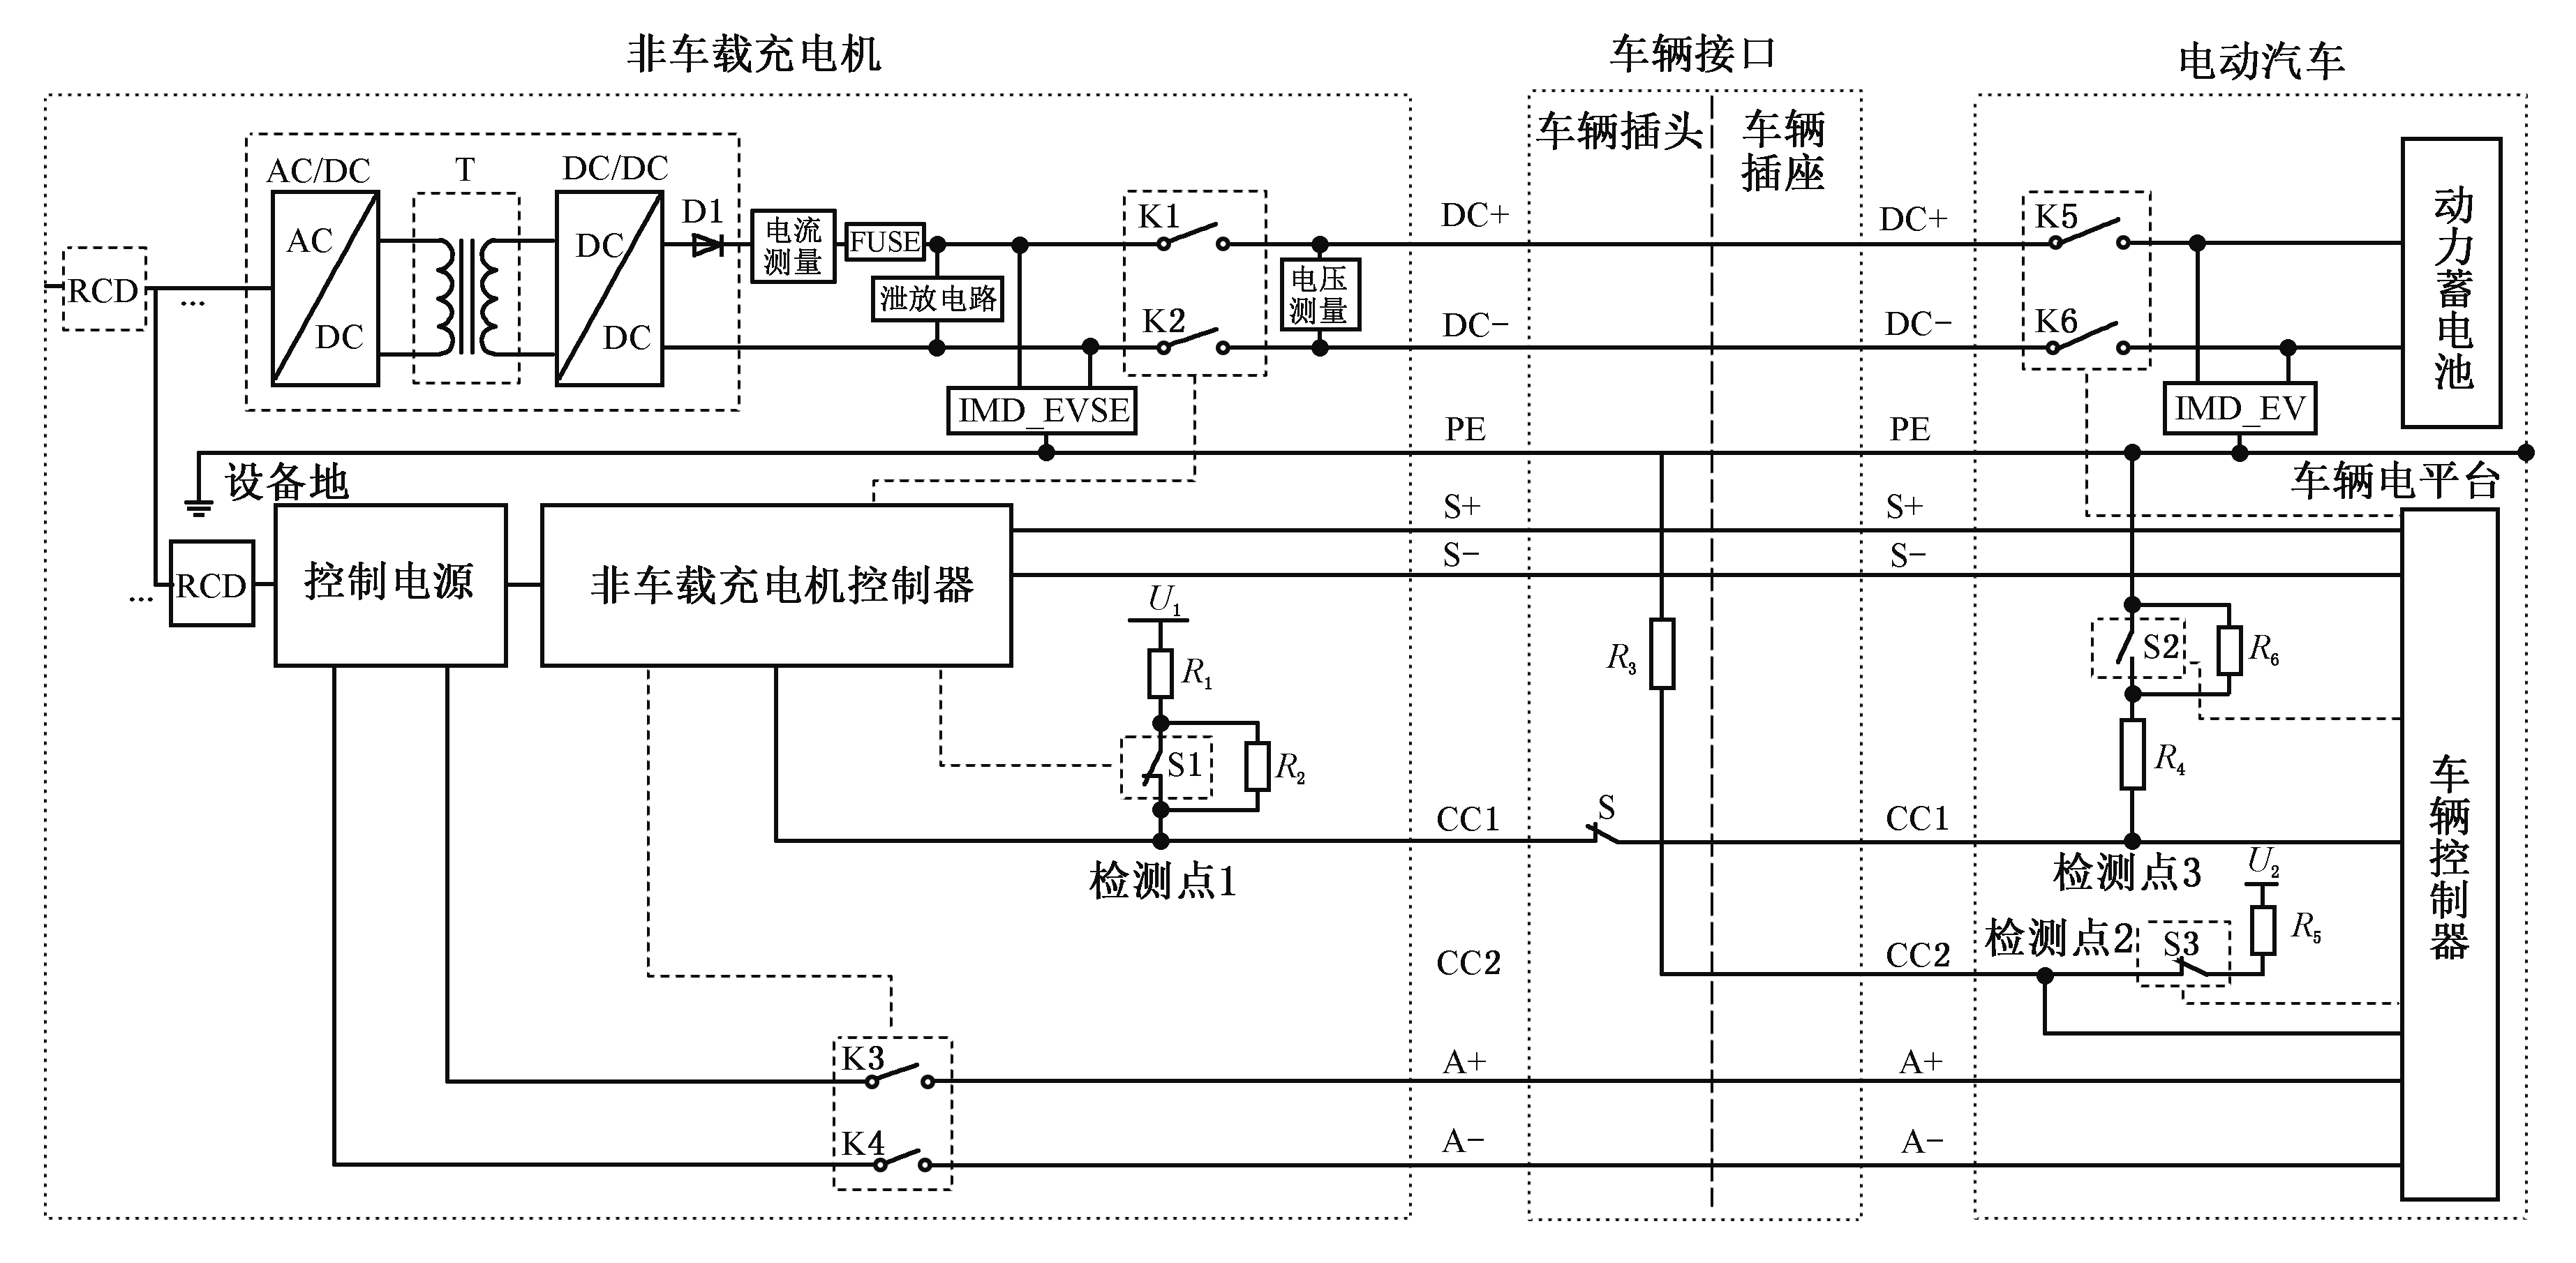 非车载充电机
车辆接口
电动汽车
车辆插头
车辆
插座
AC/DC
T
DC/DC
D1
AC
DC
DC
DC
RCD
...
电流
测量
FUSE
泄放电路
K1
K2
电压
测量
IMD_EVSE
DC+
DC+
DC−
DC−
K5
K6
IMD_EV
动力蓄电池
PE
PE
设备地
车辆电平台
...
RCD
控制电源
非车载充电机控制器
S+
S+
S−
S−
U1
R1
S1
R2
R3
S2
R6
R4
CC1
S
CC1
检测点1
检测点3
U2
R5
检测点2
S3
CC2
CC2
车辆控制器
K3
K4
A+
A+
A−
A−